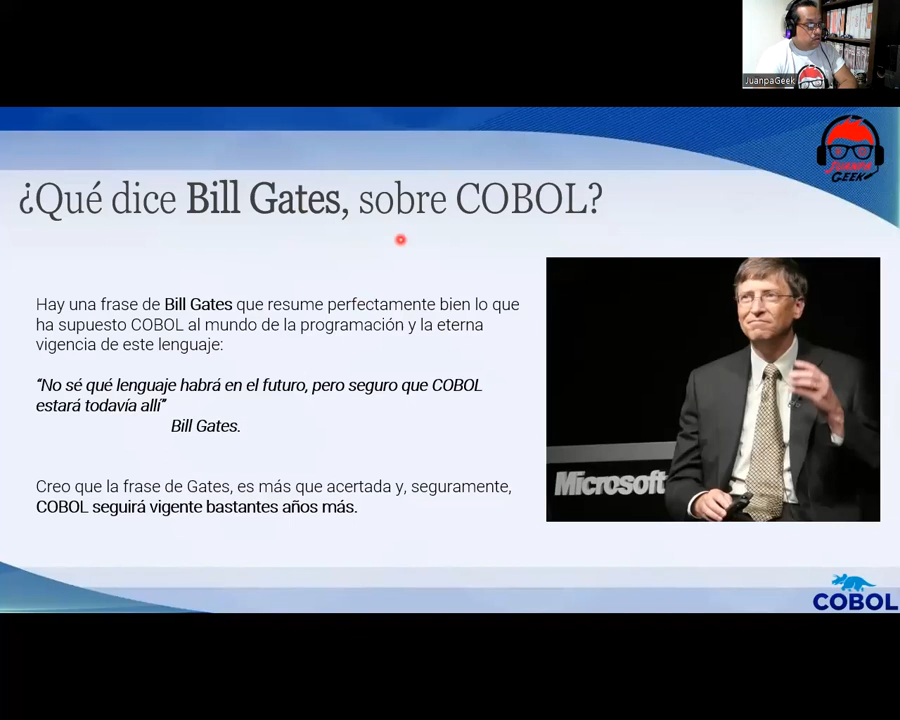 JuanpaGeek
JUANPA
GEEK
¿Qué dice Bill Gates, sobre COBOL?
Hay una frase de Bill Gates que resume perfectamente bien lo que
ha supuesto COBOL al mundo de la programación y la eterna
vigencia de este lenguaje:
“No sé qué lenguaje habrá en el futuro, pero seguro que COBOL
estará todavía allí”
Bill Gates.
Creo que la frase de Gates, es más que acertada y, seguramente,
COBOL seguirá vigente bastantes años más.
Microsoft
COBOL